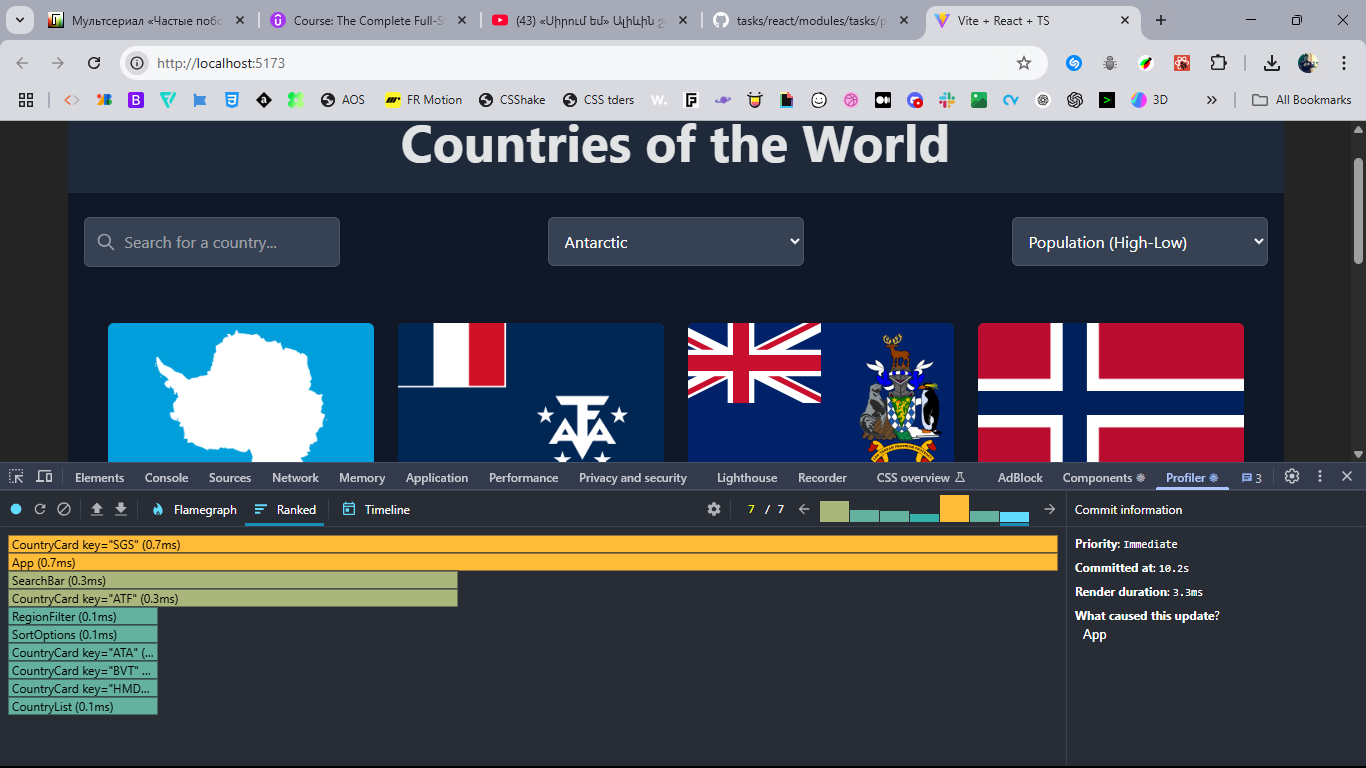 Мультсериал «Частые побо
Course: The Complete Full-S
(43) «Սիրում եմ» Ալիևին
tasks/react/modules/tasks/p
Vite + React + TS
http://localhost:5173
AOS
FR Motion
CSShake
CSS tders
3D
All Bookmarks
Countries of the World
Search for a country...
Antarctic
Population (High-Low)
Elements
Console
Sources
Network
Memory
Application
Performance
Privacy and security
Lighthouse
Recorder
CSS overview
AdBlock
Components
Profiler
3
Flamegraph
Ranked
Timeline
7 / 7
Commit information
CountryCard key="SGS" (0.7ms)
App (0.7ms)
SearchBar (0.3ms)
CountryCard key="ATF" (0.3ms)
RegionFilter (0.1ms)
SortOptions (0.1ms)
CountryCard key="ATA" (...
CountryCard key="BVT" ...
CountryCard key="HMD...
CountryList (0.1ms)
Priority: Immediate
Committed at: 10.2s
Render duration: 3.3ms
What caused this update?
App